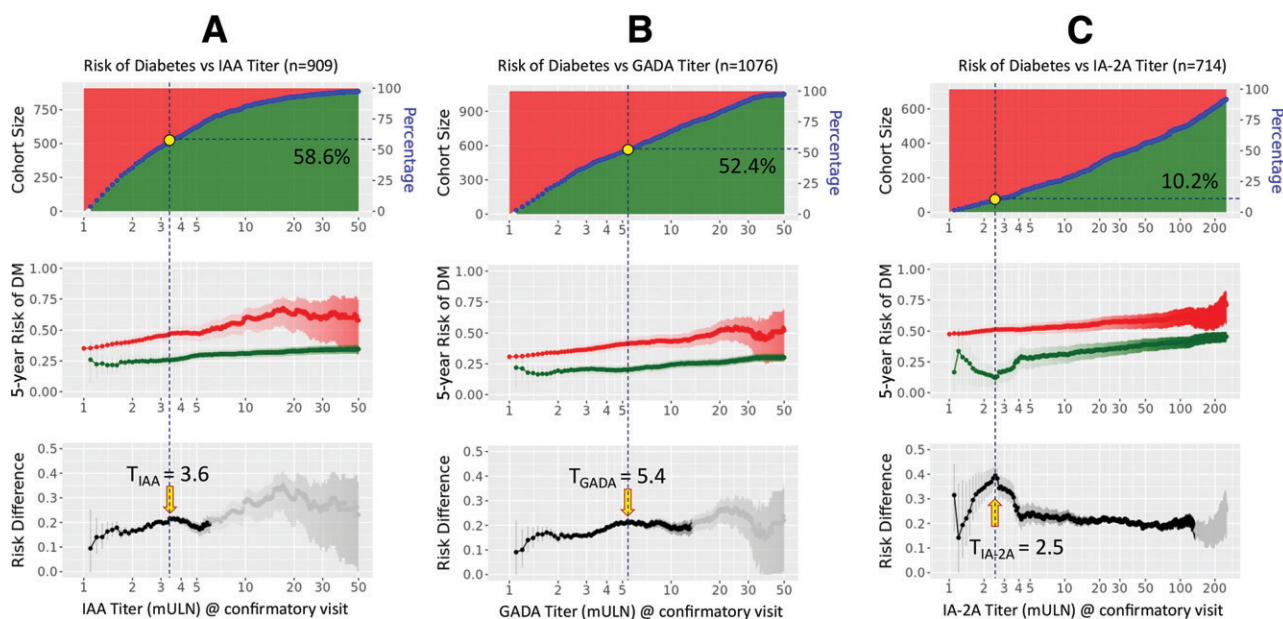 A
Risk of Diabetes vs IAA Titer (n=909)
Cohort Size
750
500
250
0
100
75
50
25
0
Percentage
58.6%
1 2 3 4 5 10 20 30 50
5-year Risk of DM
1.00
0.75
0.50
0.25
0.00
1 2 3 4 5 10 20 30 50
Risk Difference
0.5
0.4
0.3
0.2
0.1
0.0
TIAA = 3.6
1 2 3 4 5 10 20 30 50
IAA Titer (mULN) @ confirmatory visit
B
Risk of Diabetes vs GADA Titer (n=1076)
Cohort Size
900
600
300
0
100
75
50
25
0
Percentage
52.4%
1 2 3 4 5 10 20 30 50
5-year Risk of DM
1.00
0.75
0.50
0.25
0.00
1 2 3 4 5 10 20 30 50
Risk Difference
0.5
0.4
0.3
0.2
0.1
0.0
TGADA = 5.4
1 2 3 4 5 10 20 30 50
GADA Titer (mULN) @ confirmatory visit
C
Risk of Diabetes vs IA-2A Titer (n=714)
Cohort Size
600
400
200
0
100
75
50
25
0
Percentage
10.2%
1 2 3 4 5 10 20 30 50 100 200
5-year Risk of DM
1.00
0.75
0.50
0.25
0.00
1 2 3 4 5 10 20 30 50 100 200
Risk Difference
0.5
0.4
0.3
0.2
0.1
0.0
TIA-2A = 2.5
1 2 3 4 5 10 20 30 50 100 200
IA-2A Titer (mULN) @ confirmatory visit